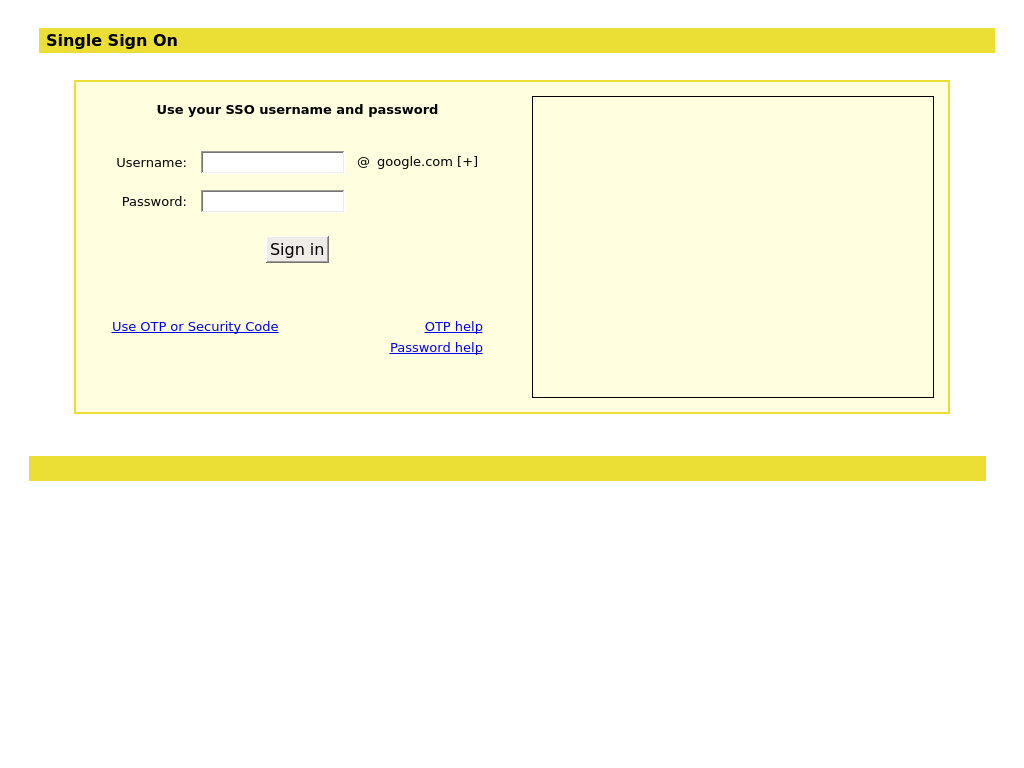 Single Sign On
Use your SSO username and password
Username: @ google.com [+]
Password:
Sign in
Use OTP or Security Code OTP help
Password help